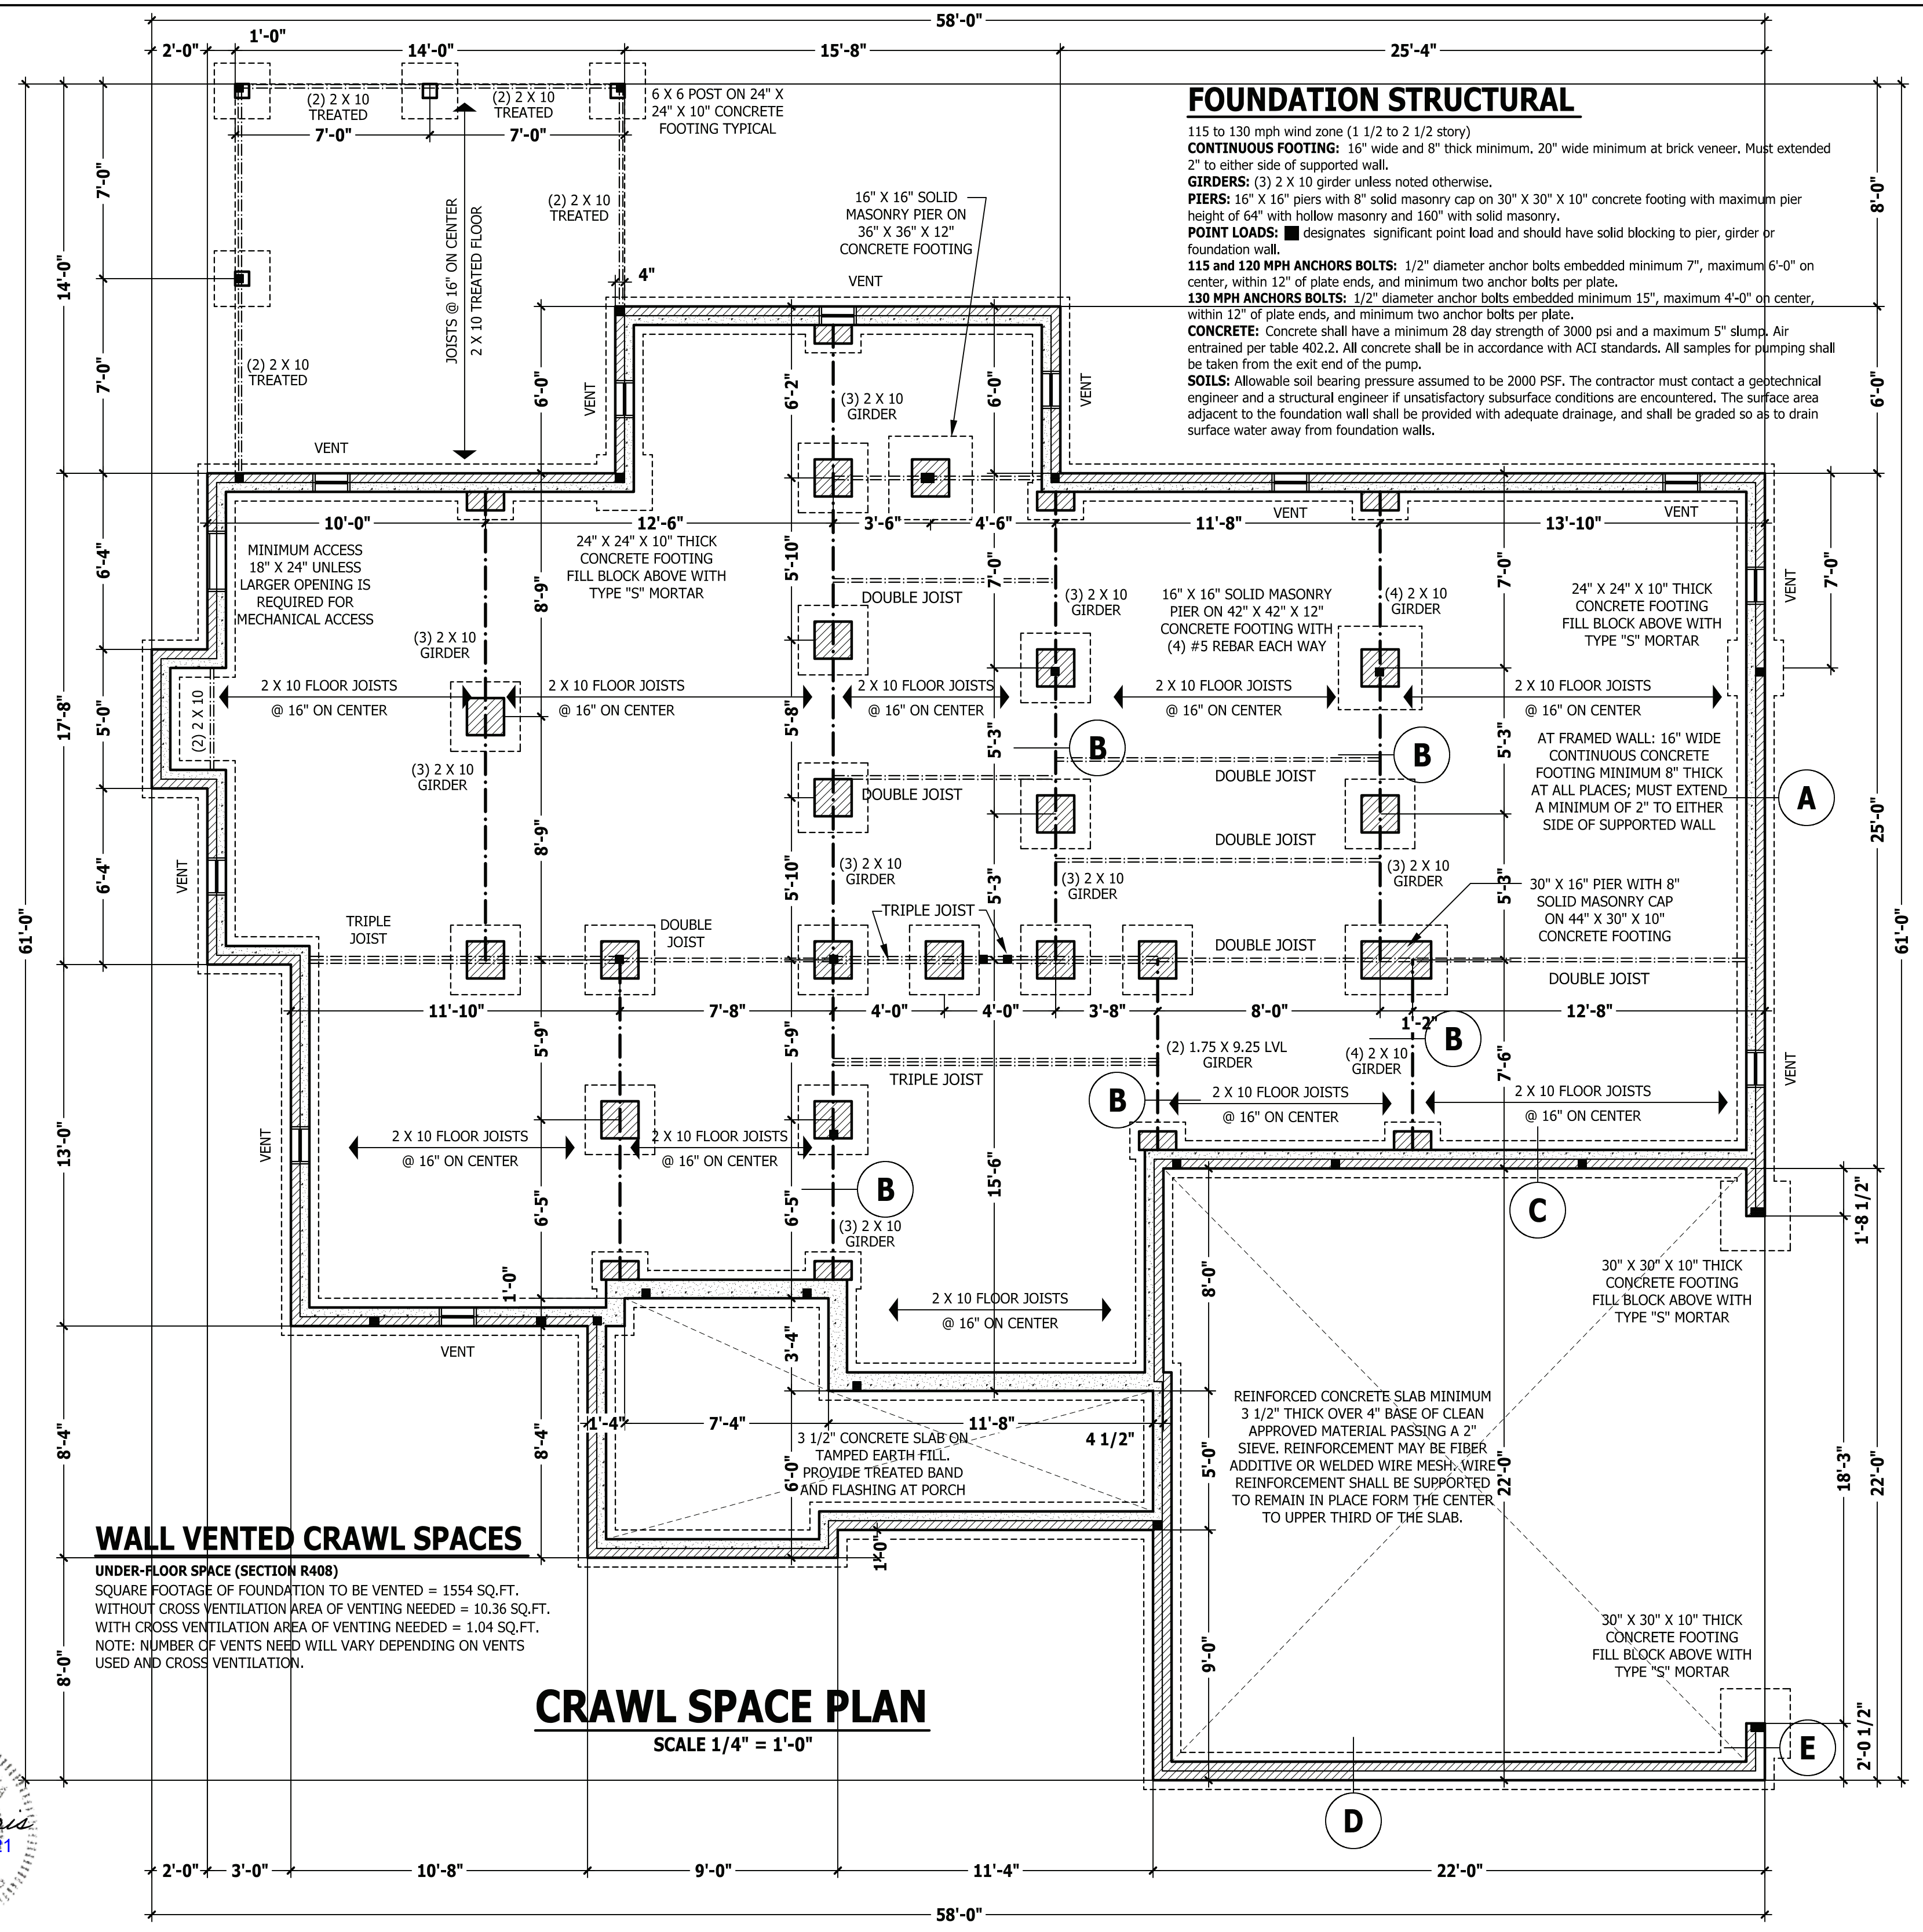 58'-0"
2'-0"
1'-0"
14'-0"
15'-8"
25'-4"
(2) 2 X 10
TREATED
(2) 2 X 10
TREATED
7'-0"
7'-0"
6 X 6 POST ON 24" X
24" X 10" CONCRETE
FOOTING TYPICAL
FOUNDATION STRUCTURAL
115 to 130 mph wind zone (1 1/2 to 2 1/2 story)
CONTINUOUS FOOTING: 16" wide and 8" thick minimum. 20" wide minimum at brick veneer. Must extended
2" to either side of supported wall.
GIRDERS: (3) 2 X 10 girder unless noted otherwise.
PIERS: 16" X 16" piers with 8" solid masonry cap on 30" X 30" X 10" concrete footing with maximum pier
height of 64" with hollow masonry and 160" with solid masonry.
POINT LOADS: ■ designates significant point load and should have solid blocking to pier, girder or
foundation wall.
115 and 120 MPH ANCHORS BOLTS: 1/2" diameter anchor bolts embedded minimum 7", maximum 6'-0" on
center, within 12" of plate ends, and minimum two anchor bolts per plate.
130 MPH ANCHORS BOLTS: 1/2" diameter anchor bolts embedded minimum 15", maximum 4'-0" on center,
within 12" of plate ends, and minimum two anchor bolts per plate.
CONCRETE: Concrete shall have a minimum 28 day strength of 3000 psi and a maximum 5" slump. Air
entrained per table 402.2. All concrete shall be in accordance with ACI standards. All samples for pumping shall
be taken from the exit end of the pump.
SOILS: Allowable soil bearing pressure assumed to be 2000 PSF. The contractor must contact a geotechnical
engineer and a structural engineer if unsatisfactory subsurface conditions are encountered. The surface area
adjacent to the foundation wall shall be provided with adequate drainage, and shall be graded so as to drain
surface water away from foundation walls.
7'-0"
7'-0"
14'-0"
8'-0"
6'-0"
JOISTS @ 16" ON CENTER
2 X 10 TREATED FLOOR
(2) 2 X 10
TREATED
(2) 2 X 10
TREATED
16" X 16" SOLID
MASONRY PIER ON
36" X 36" X 12"
CONCRETE FOOTING
4"
VENT
VENT
VENT
VENT
6'-0"
6'-2"
6'-0"
(3) 2 X 10
GIRDER
10'-0"
12'-6"
3'-6"
4'-6"
11'-8"
VENT
13'-10"
VENT
MINIMUM ACCESS
18" X 24" UNLESS
LARGER OPENING IS
REQUIRED FOR
MECHANICAL ACCESS
24" X 24" X 10" THICK
CONCRETE FOOTING
FILL BLOCK ABOVE WITH
TYPE "S" MORTAR
6'-4"
8'-9"
5'-10"
7'-0"
7'-0"
7'-0"
VENT
DOUBLE JOIST
(3) 2 X 10
GIRDER
16" X 16" SOLID MASONRY
PIER ON 42" X 42" X 12"
CONCRETE FOOTING WITH
(4) #5 REBAR EACH WAY
(4) 2 X 10
GIRDER
24" X 24" X 10" THICK
CONCRETE FOOTING
FILL BLOCK ABOVE WITH
TYPE "S" MORTAR
(3) 2 X 10
GIRDER
2 X 10 FLOOR JOISTS
@ 16" ON CENTER
2 X 10 FLOOR JOISTS
@ 16" ON CENTER
2 X 10 FLOOR JOISTS
@ 16" ON CENTER
2 X 10 FLOOR JOISTS
@ 16" ON CENTER
2 X 10 FLOOR JOISTS
@ 16" ON CENTER
17'-8"
5'-0"
(2) 2 X 10
5'-8"
5'-3"
5'-3"
B
B
A
(3) 2 X 10
GIRDER
DOUBLE JOIST
DOUBLE JOIST
AT FRAMED WALL: 16" WIDE
CONTINUOUS CONCRETE
FOOTING MINIMUM 8" THICK
AT ALL PLACES; MUST EXTEND
A MINIMUM OF 2" TO EITHER
SIDE OF SUPPORTED WALL
25'-0"
6'-4"
VENT
8'-9"
5'-10"
5'-3"
5'-3"
DOUBLE JOIST
(3) 2 X 10
GIRDER
(3) 2 X 10
GIRDER
(3) 2 X 10
GIRDER
30" X 16" PIER WITH 8"
SOLID MASONRY CAP
ON 44" X 30" X 10"
CONCRETE FOOTING
61'-0"
61'-0"
TRIPLE
JOIST
DOUBLE
JOIST
TRIPLE JOIST
DOUBLE JOIST
DOUBLE JOIST
11'-10"
7'-8"
4'-0"
4'-0"
3'-8"
8'-0"
1'-2"
12'-8"
5'-9"
5'-9"
TRIPLE JOIST
(2) 1.75 X 9.25 LVL
GIRDER
(4) 2 X 10
GIRDER
B
B
7'-6"
VENT
2 X 10 FLOOR JOISTS
@ 16" ON CENTER
2 X 10 FLOOR JOISTS
@ 16" ON CENTER
13'-0"
VENT
2 X 10 FLOOR JOISTS
@ 16" ON CENTER
2 X 10 FLOOR JOISTS
@ 16" ON CENTER
6'-5"
6'-5"
15'-6"
B
C
(3) 2 X 10
GIRDER
1'-8 1/2"
1'-0"
8'-0"
30" X 30" X 10" THICK
CONCRETE FOOTING
FILL BLOCK ABOVE WITH
TYPE "S" MORTAR
2 X 10 FLOOR JOISTS
@ 16" ON CENTER
VENT
3'-4"
8'-4"
8'-4"
1'-4"
7'-4"
11'-8"
4 1/2"
3 1/2" CONCRETE SLAB ON
TAMPED EARTH FILL.
PROVIDE TREATED BAND
AND FLASHING AT PORCH
6'-0"
5'-0"
REINFORCED CONCRETE SLAB MINIMUM
3 1/2" THICK OVER 4" BASE OF CLEAN
APPROVED MATERIAL PASSING A 2"
SIEVE. REINFORCEMENT MAY BE FIBER
ADDITIVE OR WELDED WIRE MESH. WIRE
REINFORCEMENT SHALL BE SUPPORTED
TO REMAIN IN PLACE FORM THE CENTER
TO UPPER THIRD OF THE SLAB.
22'-0"
18'-3"
22'-0"
1'-0"
WALL VENTED CRAWL SPACES
UNDER-FLOOR SPACE (SECTION R408)
SQUARE FOOTAGE OF FOUNDATION TO BE VENTED = 1554 SQ.FT.
WITHOUT CROSS VENTILATION AREA OF VENTING NEEDED = 10.36 SQ.FT.
WITH CROSS VENTILATION AREA OF VENTING NEEDED = 1.04 SQ.FT.
NOTE: NUMBER OF VENTS NEED WILL VARY DEPENDING ON VENTS
USED AND CROSS VENTILATION.
8'-0"
9'-0"
30" X 30" X 10" THICK
CONCRETE FOOTING
FILL BLOCK ABOVE WITH
TYPE "S" MORTAR
CRAWL SPACE PLAN
SCALE 1/4" = 1'-0"
2'-0 1/2"
E
D
2'-0"
3'-0"
10'-8"
9'-0"
11'-4"
22'-0"
58'-0"